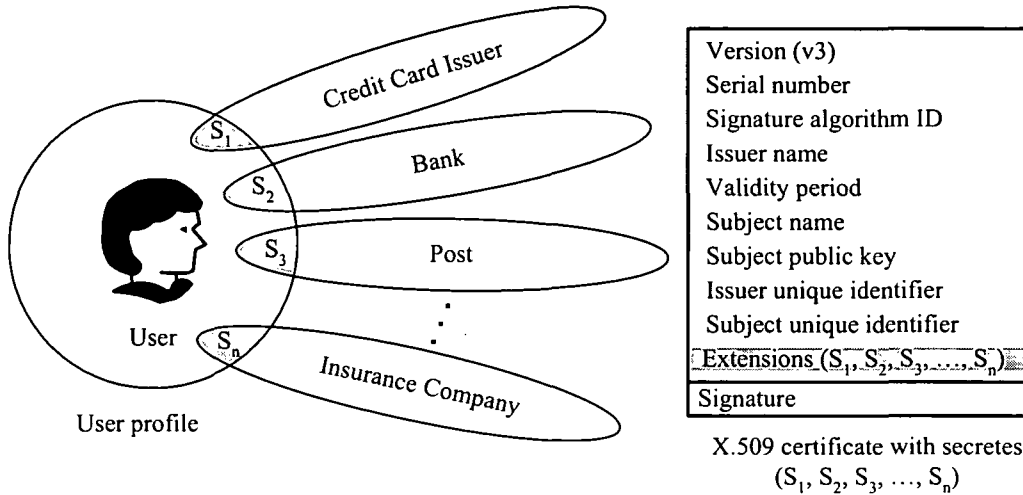 Credit Card Issuer
S1
Bank
S2
Post
S3
User
Sn
Insurance Company
User profile
Version (v3)
Serial number
Signature algorithm ID
Issuer name
Validity period
Subject name
Subject public key
Issuer unique identifier
Subject unique identifier
Extensions (S1, S2, S3, ..., Sn)
Signature
X.509 certificate with secretes
(S1, S2, S3, ..., Sn)